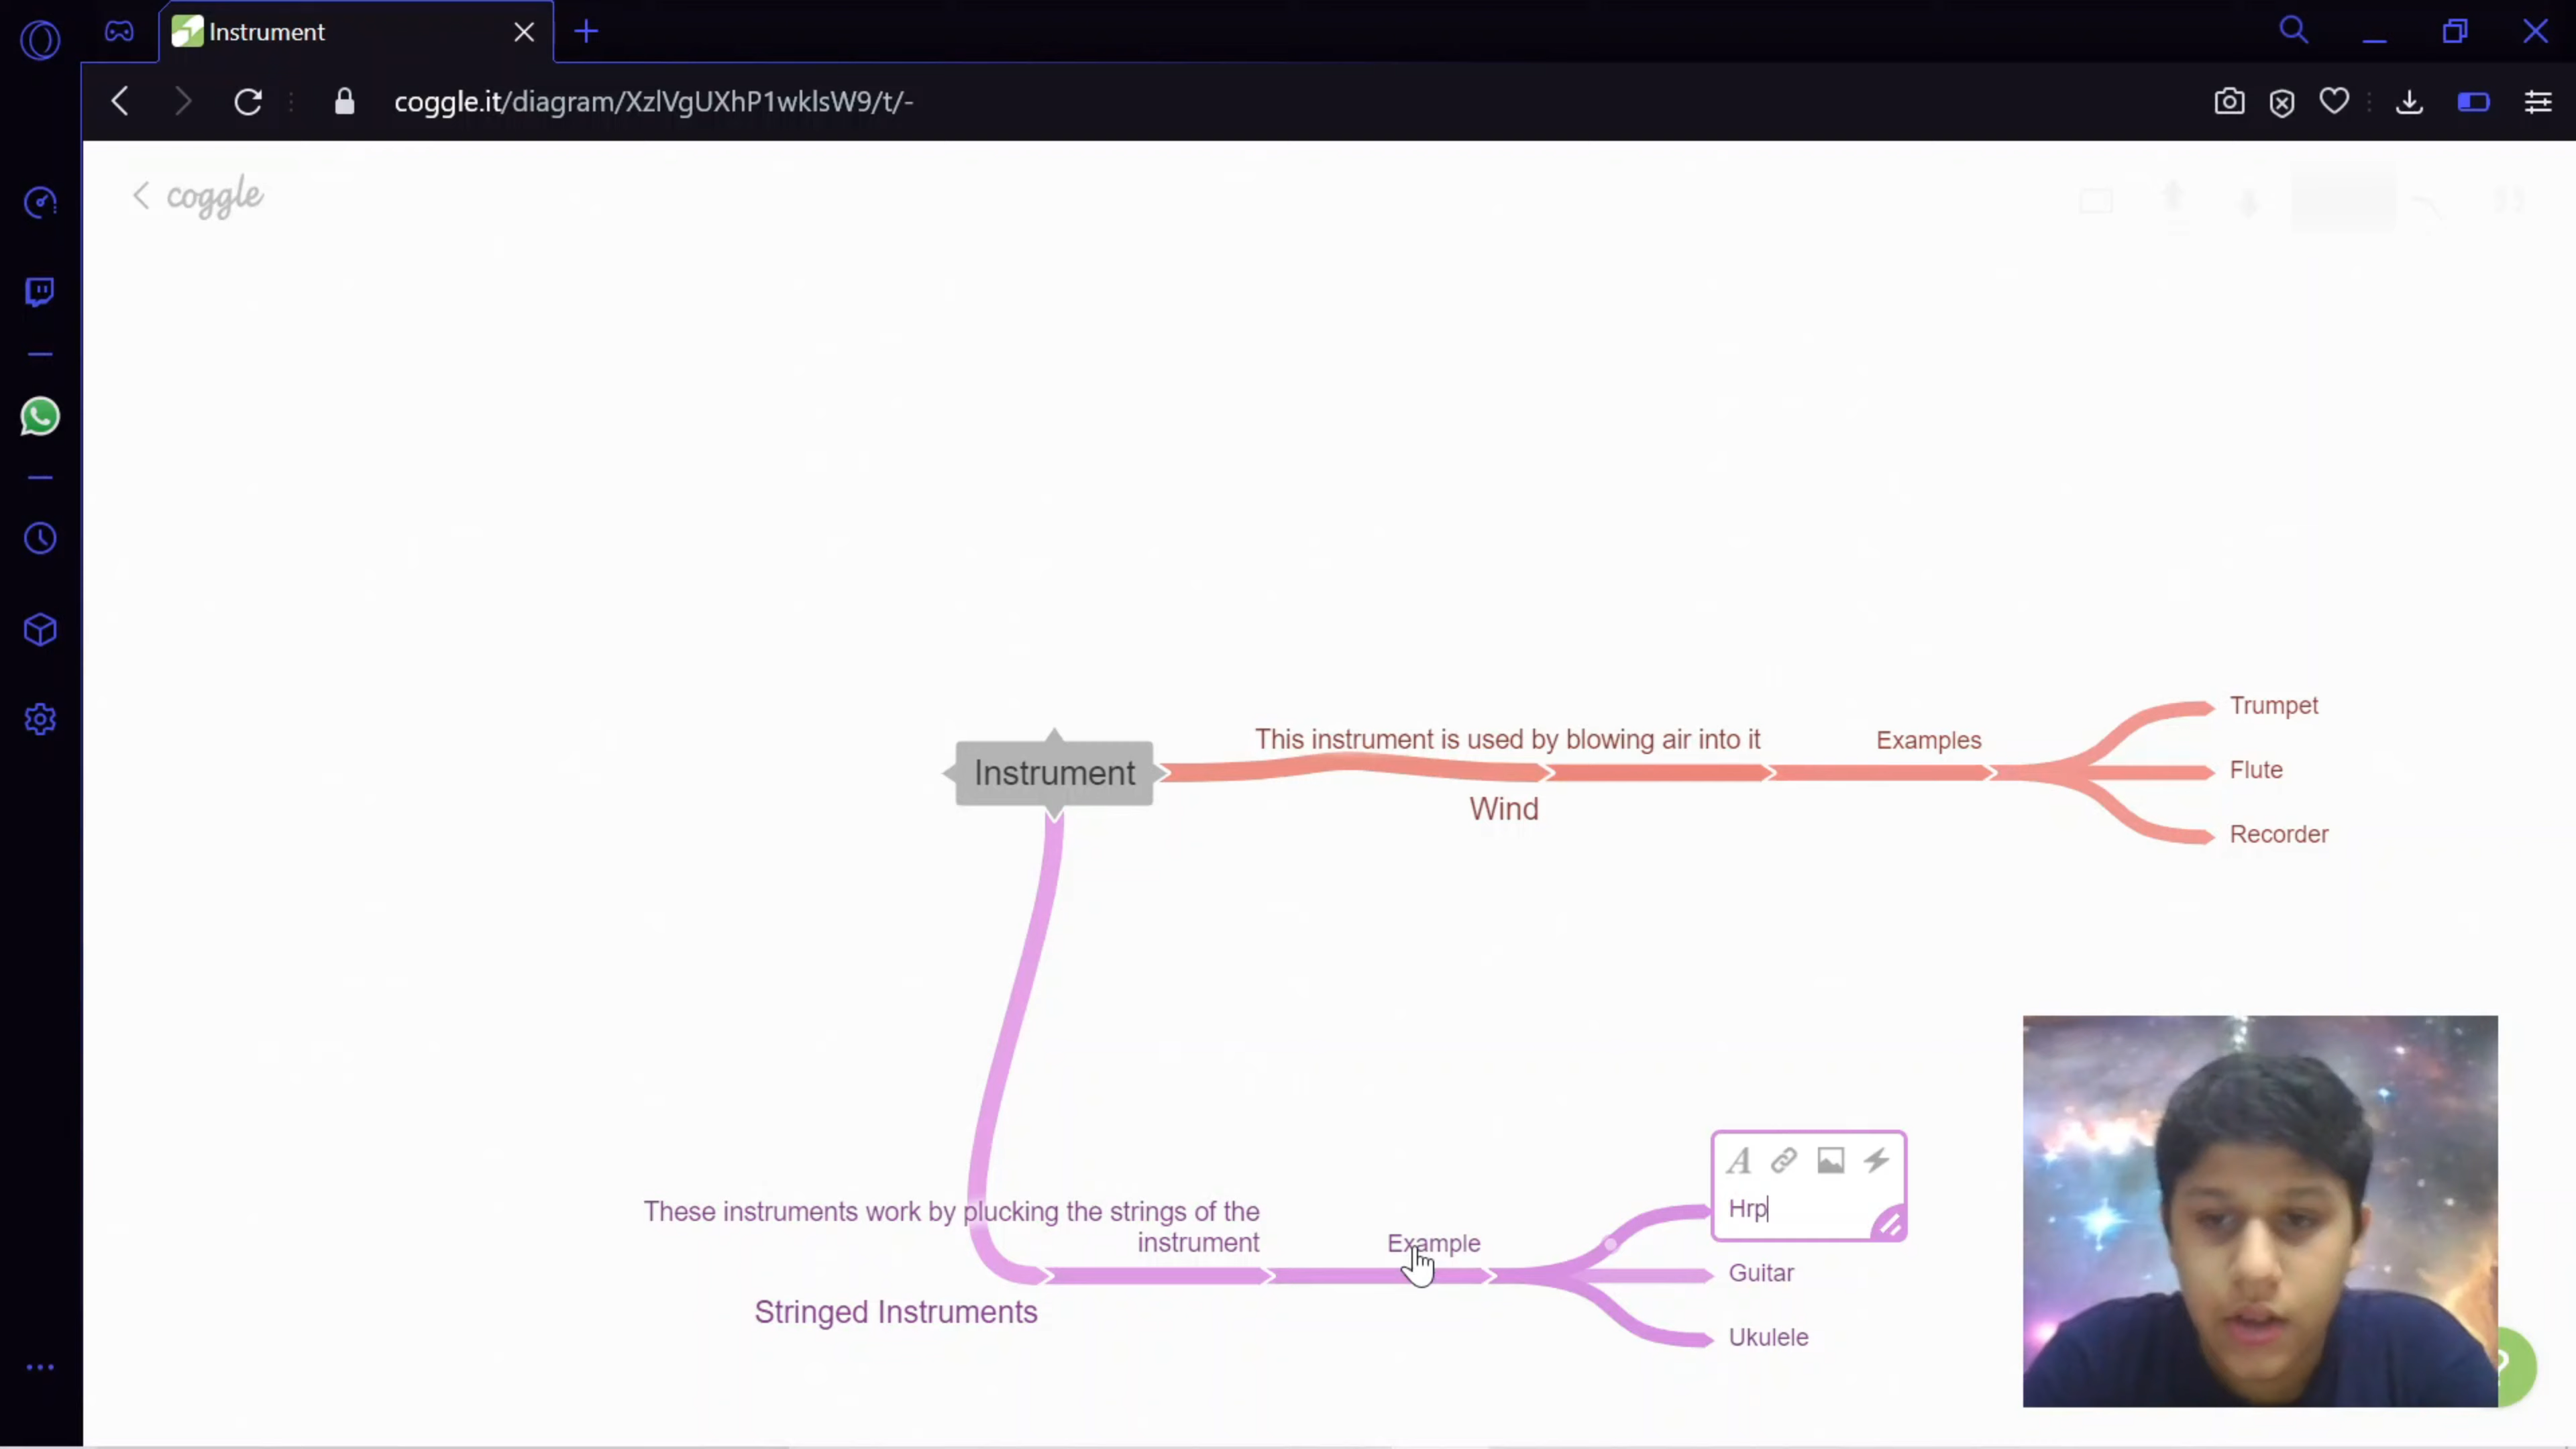 Instrument
coggle.it/diagram/XzlVgUXhP1wklsW9/t/-
coggle
Trumpet
This instrument is used by blowing air into it
Examples
Instrument
Flute
Wind
Recorder
These instruments work by plucking the strings of the
instrument
Example
Hrp
Guitar
Stringed Instruments
Ukulele